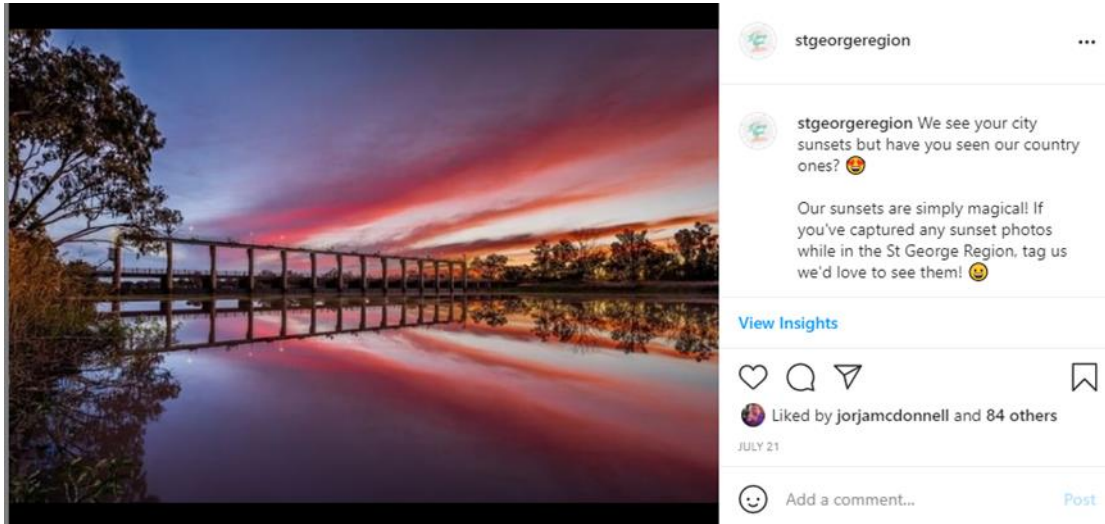 stgeorgeregion
stgeorgeregion We see your city
sunsets but have you seen our country
ones? 🤩
Our sunsets are simply magical! If
you've captured any sunset photos
while in the St George Region, tag us
we'd love to see them! 😃
View Insights
Liked by jorjamcdonnell and 84 others
JULY 21
Add a comment...
Post